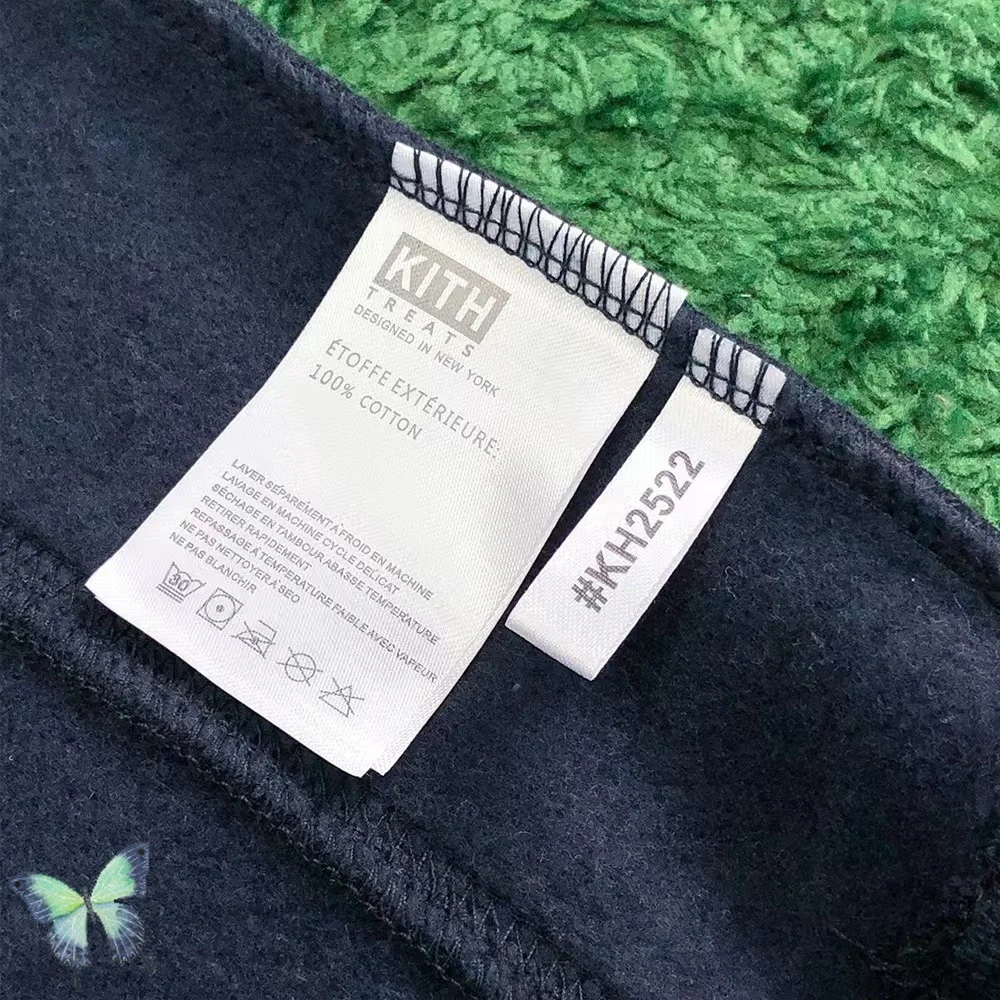 KITH
TREATS
DESIGNED IN NEW YORK
ÉTOFFE EXTÉRIEURE:
100% COTTON
LAVER SÉPARÉMENT À FROID EN MACHINE
LAVAGE EN MACHINE CYCLE DÉLICAT
SÉCHAGE EN TAMBOUR ABASSE TEMPÉRATURE
RETIRER RAPIDEMENT
REPASSAGE À TEMPÉRATURE FAIBLE AVEC VAPEUR
NE PAS NETTOYER À SEO
NE PAS BLANCHIR
30
#KH2522